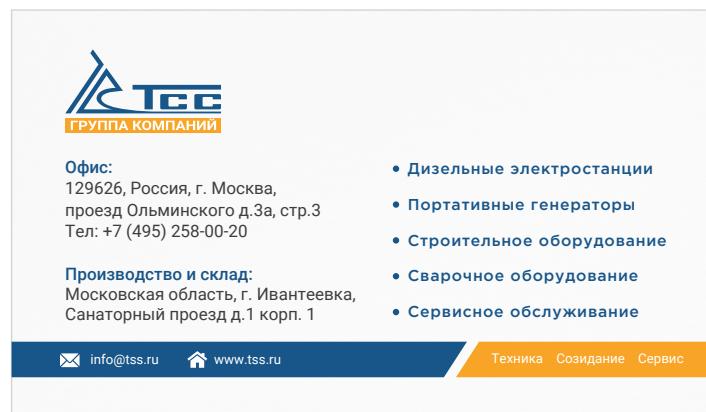 ТСС
ГРУППА КОМПАНИЙ
Офис:
129626, Россия, г. Москва,
проезд Ольминского д.3а, стр.3
Тел: +7 (495) 258-00-20
Производство и склад:
Московская область, г. Ивантеевка,
Санаторный проезд д.1 корп. 1
• Дизельные электростанции
• Портативные генераторы
• Строительное оборудование
• Сварочное оборудование
• Сервисное обслуживание
info@tss.ru www.tss.ru
Техника Созидание Сервис